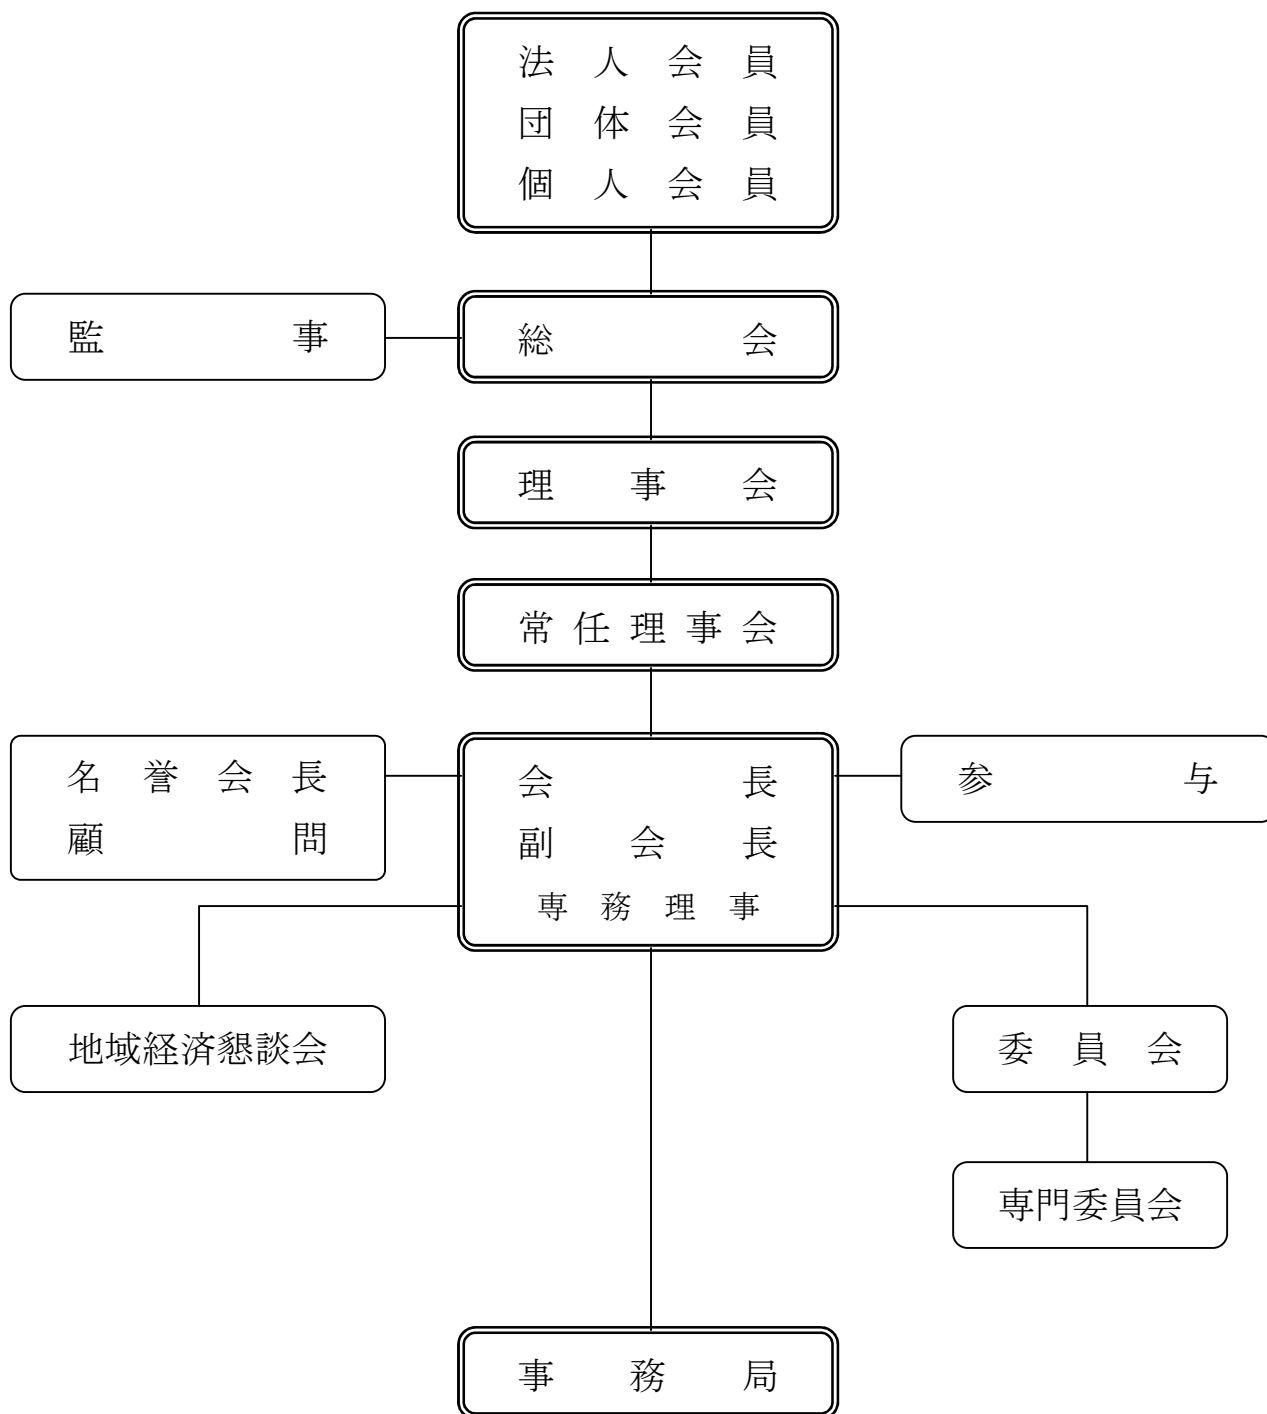 法人会員
団体会員
個人会員
監事
総会
理事会
常任理事会
名誉会長
顧問
会長
副会長
専務理事
参与
地域経済懇談会
委員会
専門委員会
事務局